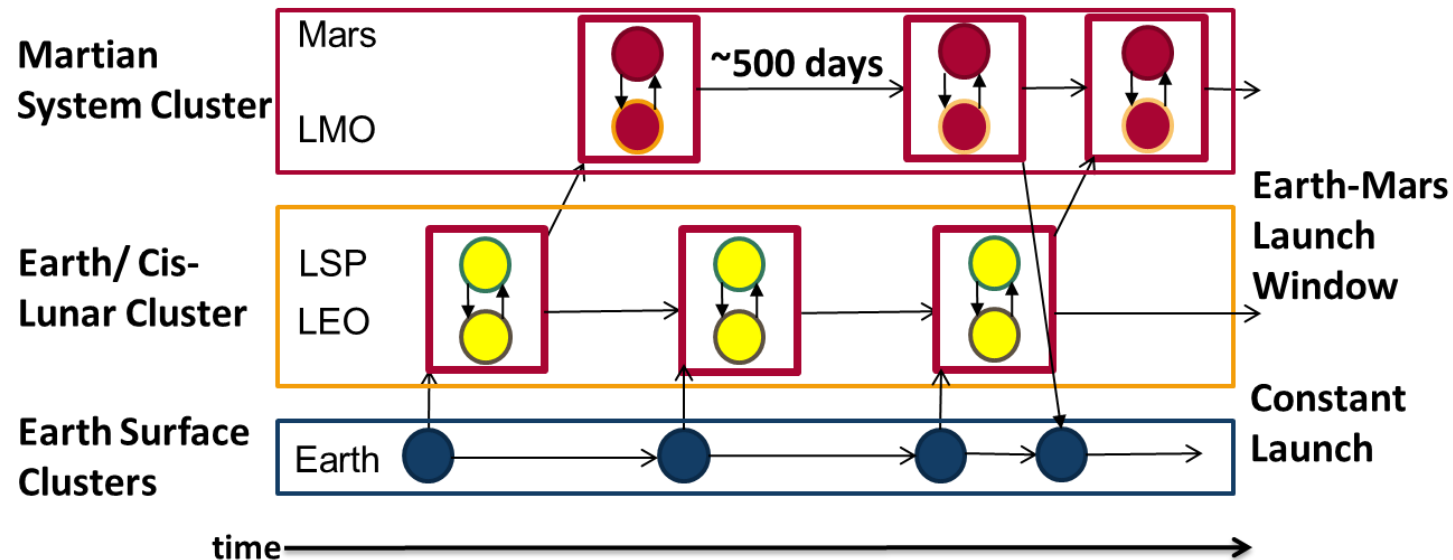 Martian
System Cluster
Mars
LMO
~500 days
Earth/ Cis-
Lunar Cluster
LSP
LEO
Earth-Mars
Launch
Window
Earth Surface
Clusters
Earth
Constant
Launch
time